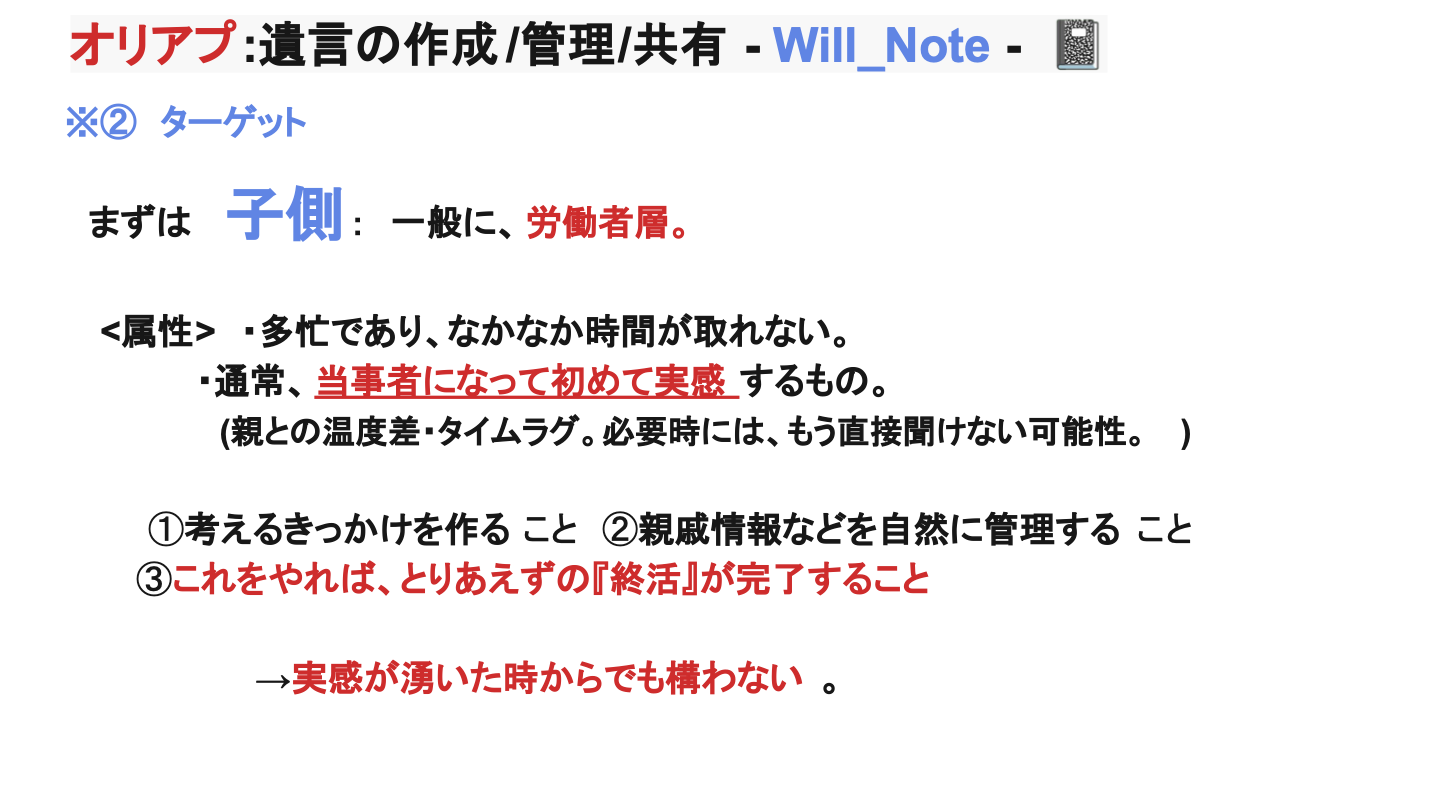 オリアプ:遺言の作成/管理/共有 - Will_Note - 📓
※② ターゲット
まずは 子側： 一般に、労働者層。
<属性> ・多忙であり、なかなか時間が取れない。
・通常、当事者になって初めて実感するもの。
(親との温度差・タイムラグ。必要時には、もう直接聞けない可能性。 )
①考えるきっかけを作ること ②親戚情報などを自然に管理すること
③これをやれば、とりあえずの『終活』が完了すること
→実感が湧いた時からでも構わない 。